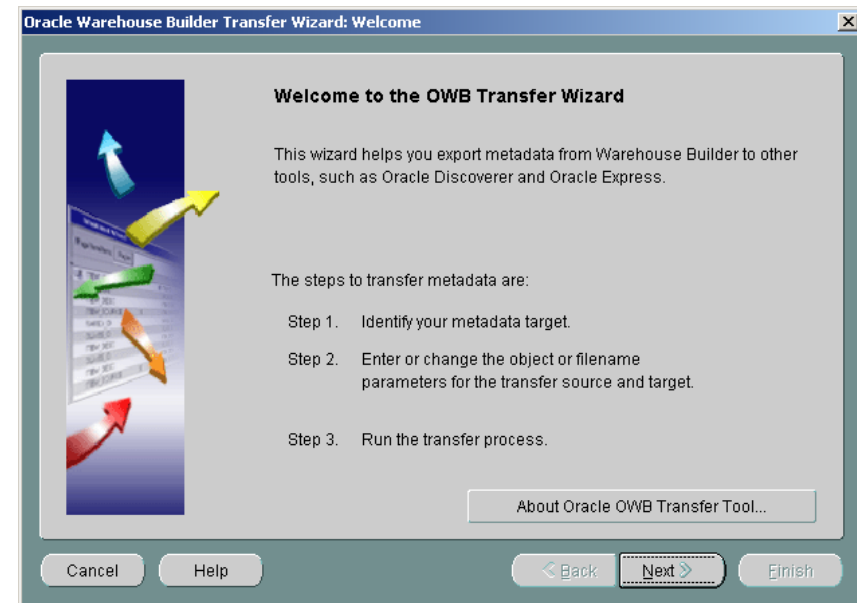 Oracle Warehouse Builder Transfer Wizard: Welcome
Welcome to the OWB Transfer Wizard
This wizard helps you export metadata from Warehouse Builder to other
tools, such as Oracle Discoverer and Oracle Express.
The steps to transfer metadata are:
Step 1. Identify your metadata target.
Step 2. Enter or change the object or filename
parameters for the transfer source and target.
Step 3. Run the transfer process.
About Oracle OWB Transfer Tool...
Cancel Help Back Next Finish